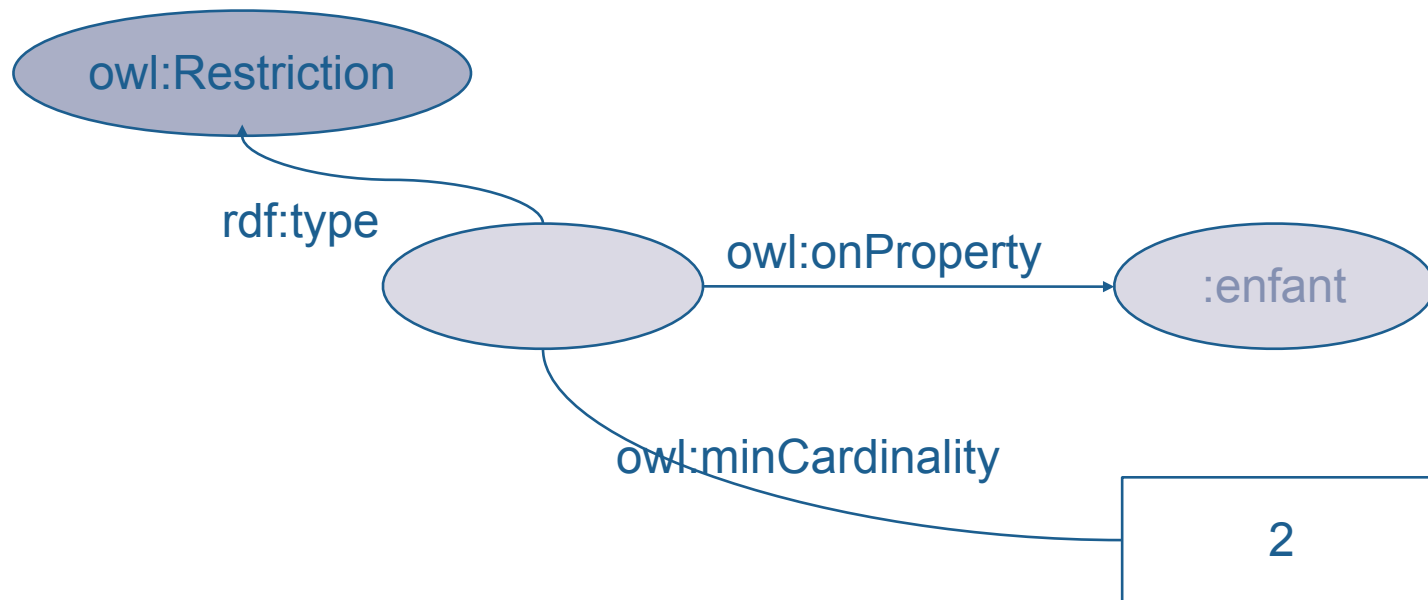 owl:Restriction
rdf:type
owl:onProperty
:enfant
owl:minCardinality
2